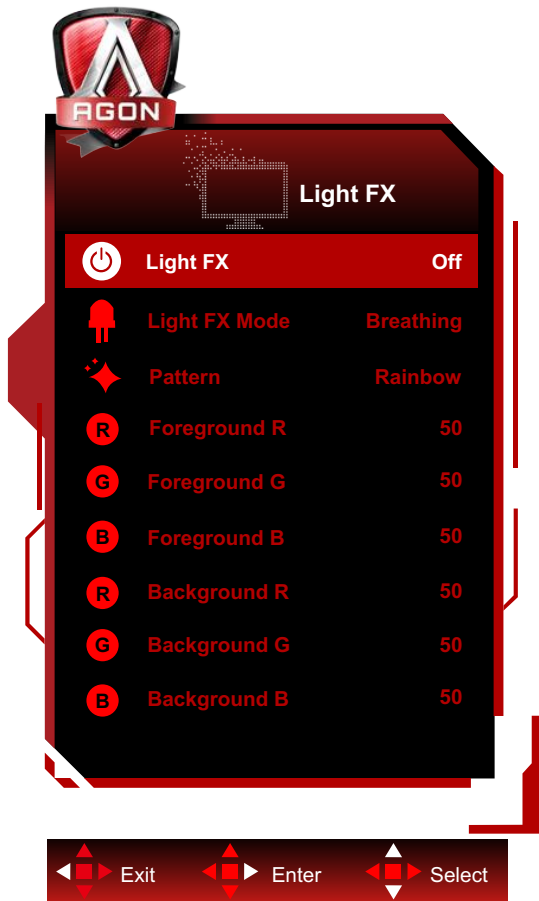 AGON
Light FX
Light FX Off
Light FX Mode Breathing
Pattern Rainbow
R Foreground R 50
G Foreground G 50
B Foreground B 50
R Background R 50
G Background G 50
B Background B 50
Exit Enter Select